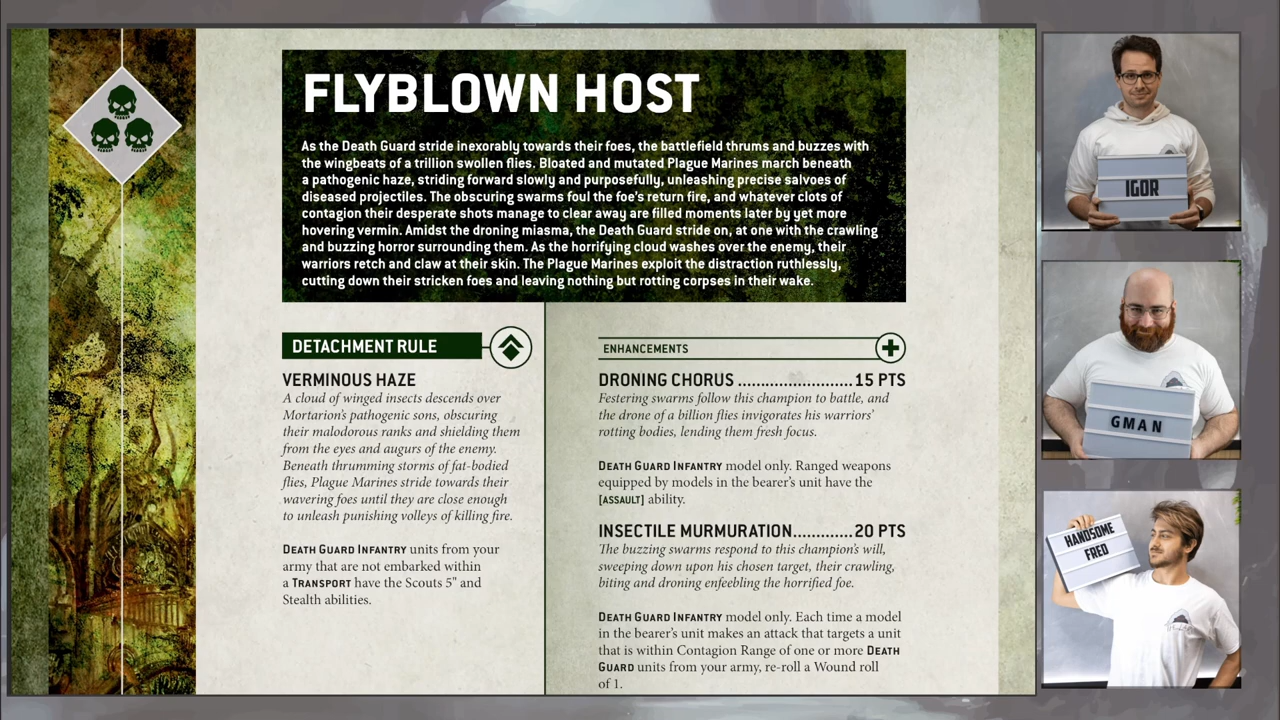 FLYBLOWN HOST
As the Death Guard stride inexorably towards their foes, the battlefield thrums and buzzes with
the wingbeats of a trillion swollen flies. Bloated and mutated Plague Marines march beneath
a pathogenic haze, striding forward slowly and purposefully, unleashing precise salvoes of
diseased projectiles. The obscuring swarms foul the foe's return fire, and whatever clots of
contagion their desperate shots manage to clear away are filled moments later by yet more
hovering vermin. Amidst the droning miasma, the Death Guard stride on, at one with the crawling
and buzzing horror surrounding them. As the horrifying cloud washes over the enemy, their
warriors retch and claw at their skin. The Plague Marines exploit the distraction ruthlessly,
cutting down their stricken foes and leaving nothing but rotting corpses in their wake.
DETACHMENT RULE
VERMINOUS HAZE
A cloud of winged insects descends over
Mortarion's pathogenic sons, obscuring
their malodorous ranks and shielding them
from the eyes and augurs of the enemy.
Beneath thrumming storms of fat-bodied
flies, Plague Marines stride towards their
wavering foes until they are close enough
to unleash punishing volleys of killing fire.
DEATH GUARD INFANTRY units from your
army that are not embarked within
a TRANSPORT have the Scouts 5" and
Stealth abilities.
ENHANCEMENTS
DRONING CHORUS ......................... 15 PTS
Festering swarms follow this champion to battle, and
the drone of a billion flies invigorates his warriors'
rotting bodies, lending them fresh focus.
DEATH GUARD INFANTRY model only. Ranged weapons
equipped by models in the bearer's unit have the
[ASSAULT] ability.
INSECTILE MURMURATION............. 20 PTS
The buzzing swarms respond to this champion's will,
sweeping down upon his chosen target, their crawling,
biting and droning enfeebling the horrified foe.
DEATH GUARD INFANTRY model only. Each time a model
in the bearer's unit makes an attack that targets a unit
that is within Contagion Range of one or more DEATH
GUARD units from your army, re-roll a Wound roll
of 1.
IGOR
GMAN
HANDSOME
FRED